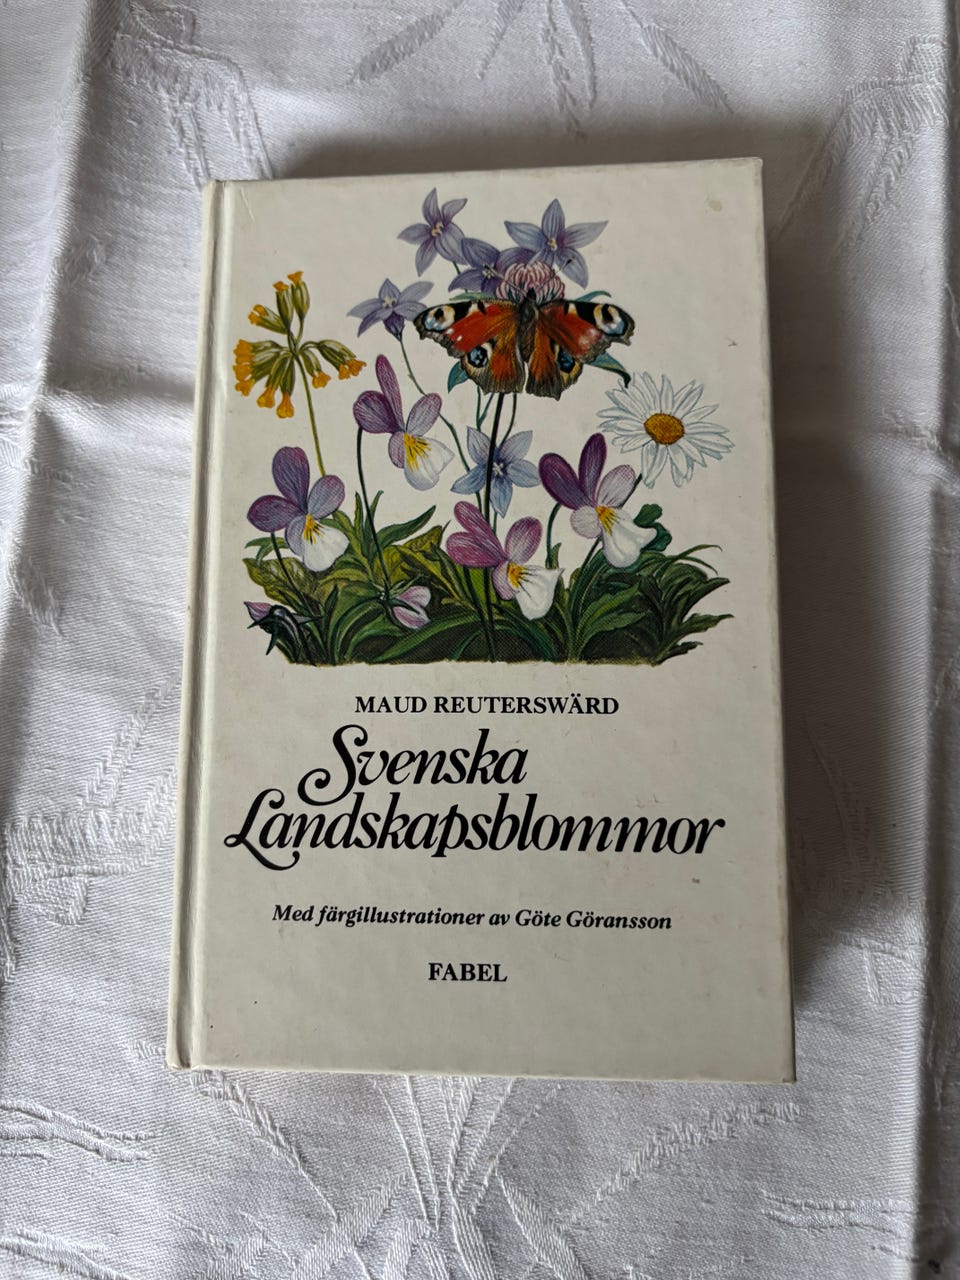 MAUD REUTERSWÄRD
Svenska
Landskapsblommor
Med färgillustrationer av Göte Göransson
FABEL